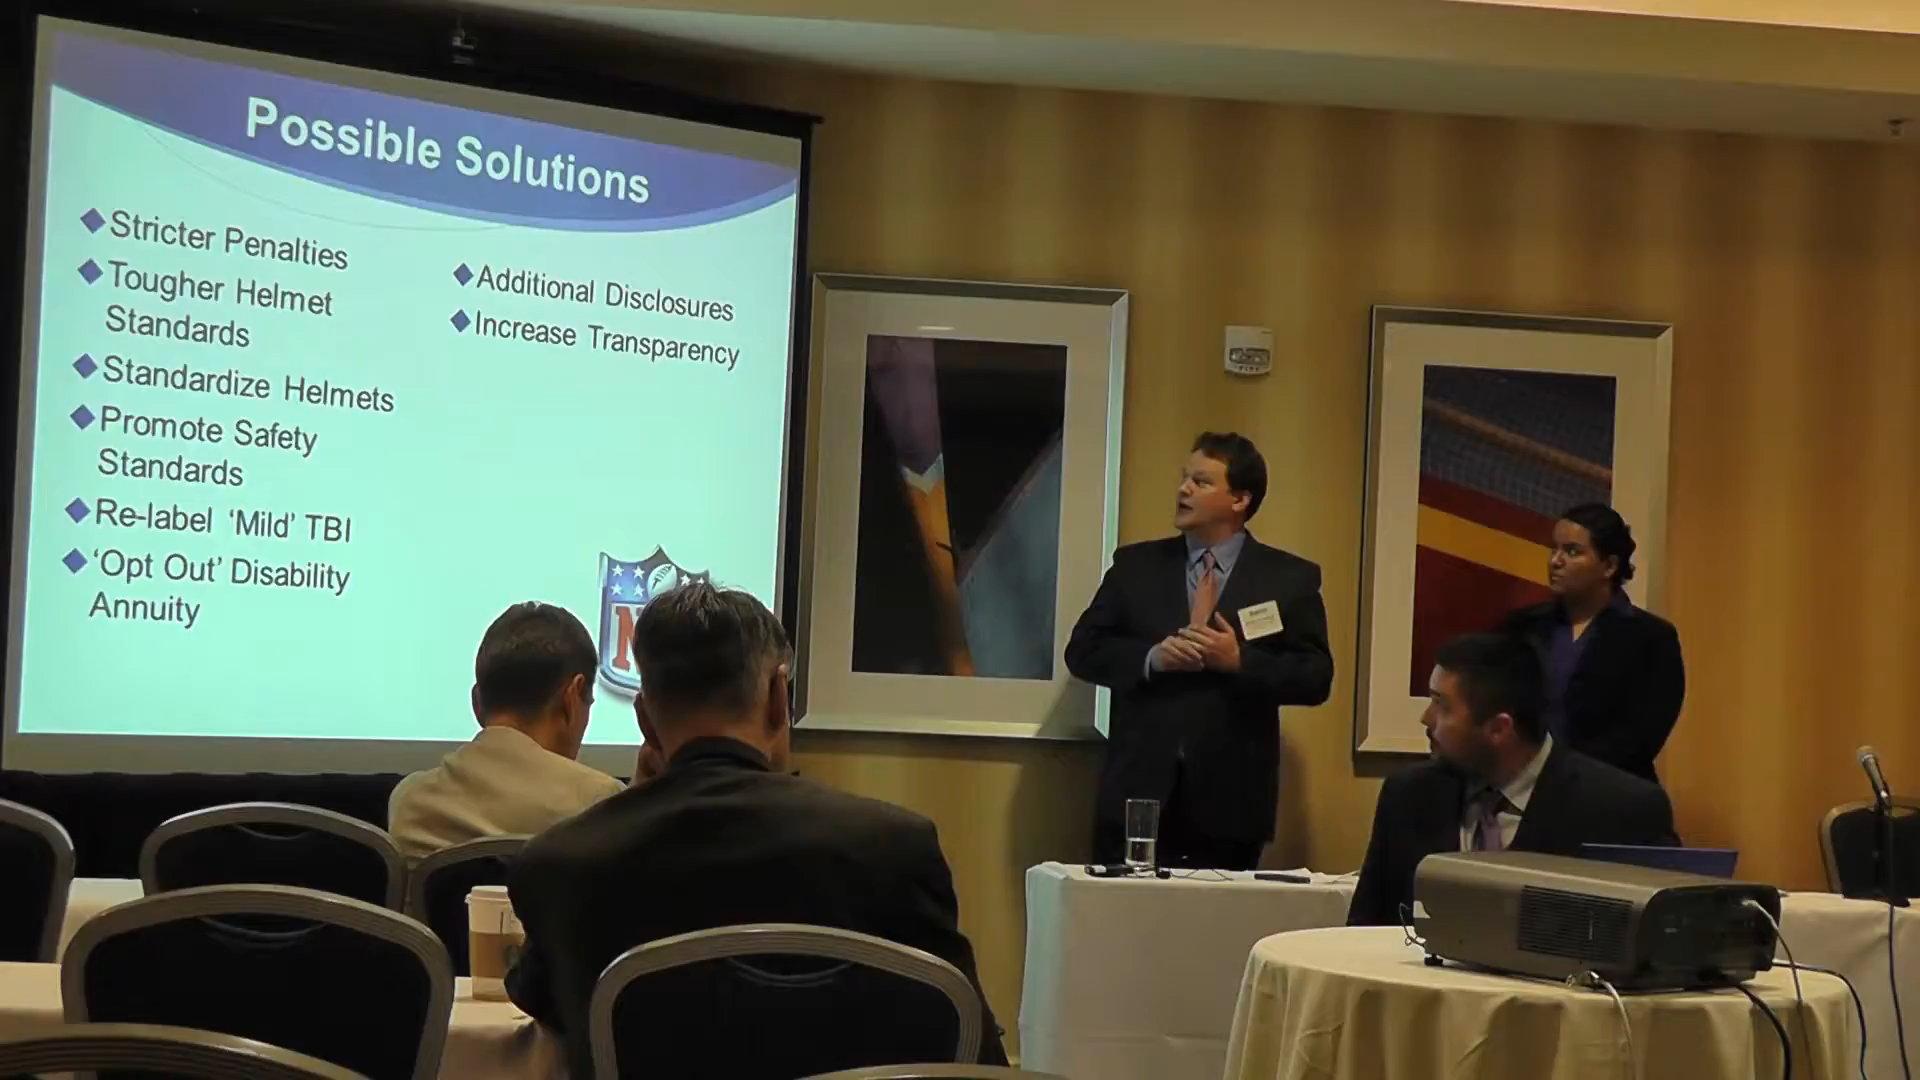 Possible Solutions
Stricter Penalties
Tougher Helmet
Standards
Standardize Helmets
Promote Safety
Standards
Re-label ‘Mild’ TBI
‘Opt Out’ Disability
Annuity
Additional Disclosures
Increase Transparency